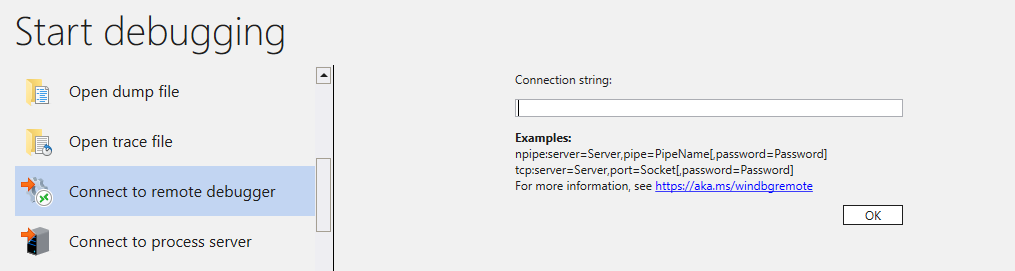 Start debugging
Open dump file
Open trace file
Connect to remote debugger
Connect to process server
Connection string:
Examples:
npipe:server=Server,pipe=PipeName[,password=Password]
tcp:server=Server,port=Socket[,password=Password]
For more information, see https://aka.ms/windbgremote
OK